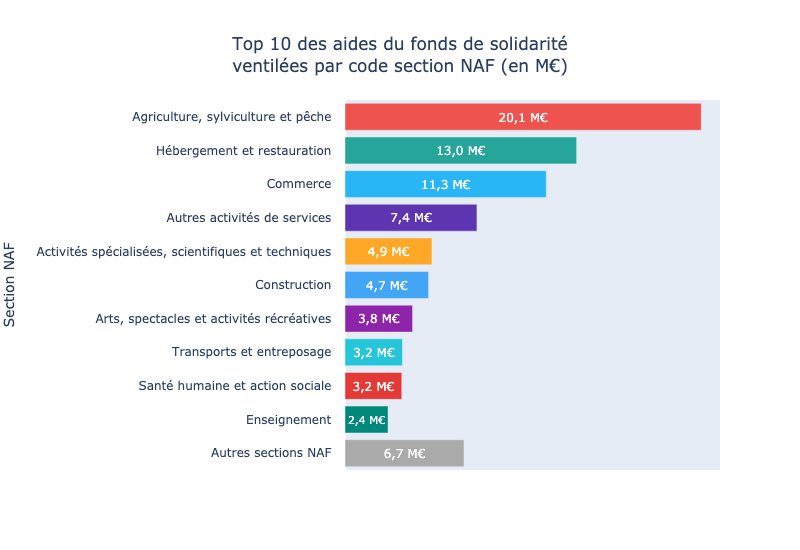 Top 10 des aides du fonds de solidarité
ventilées par code section NAF (en M€)
Section NAF
Agriculture, sylviculture et pêche 20,1 M€
Hébergement et restauration 13,0 M€
Commerce 11,3 M€
Autres activités de services 7,4 M€
Activités spécialisées, scientifiques et techniques 4,9 M€
Construction 4,7 M€
Arts, spectacles et activités récréatives 3,8 M€
Transports et entreposage 3,2 M€
Santé humaine et action sociale 3,2 M€
Enseignement 2,4 M€
Autres sections NAF 6,7 M€